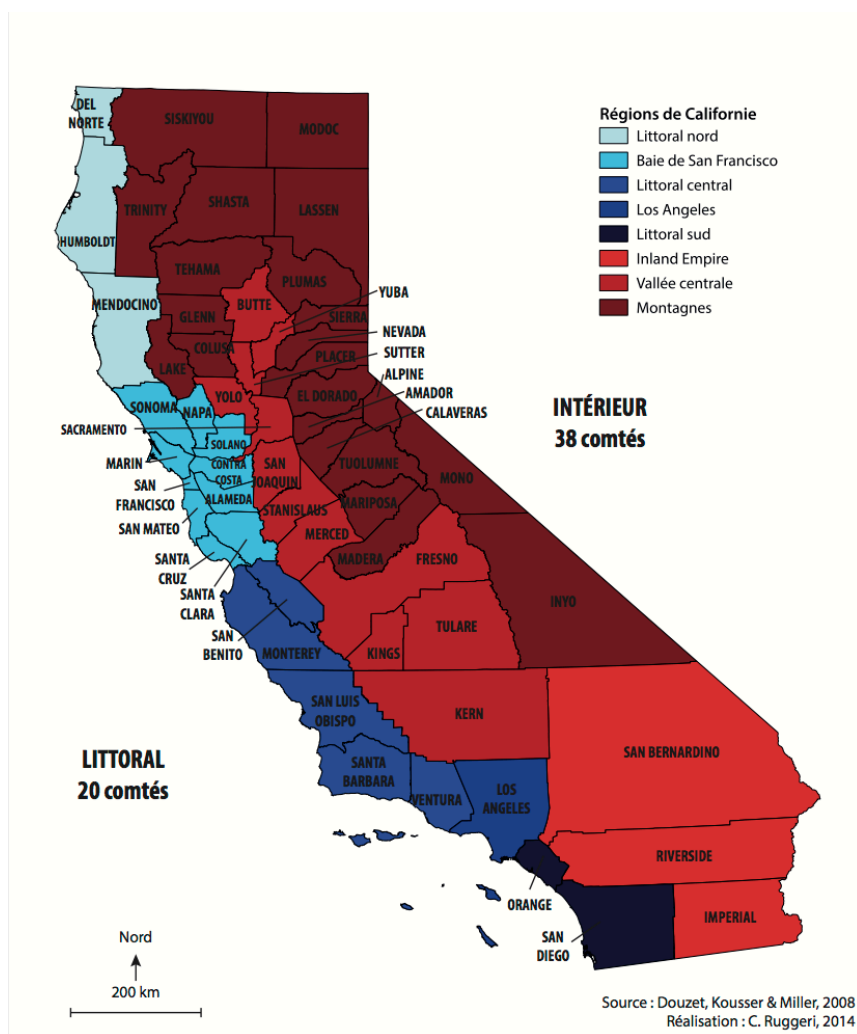 DEL
NORTE
SISKIYOU
MODOC
Régions de Californie
Littoral nord
Baie de San Francisco
Littoral central
Los Angeles
Littoral sud
Inland Empire
Vallée centrale
Montagnes
TRINITY
SHASTA
LASSEN
HUMBOLDT
TEHAMA
PLUMAS
MENDOCINO
BUTTE
YUBA
GLENN
SIERRA
NEVADA
COLUSA
SUTTER
LAKE
PLACER
ALPINE
YOLO
EL DORADO
AMADOR
SONOMA
NAPA
CALAVERAS
INTÉRIEUR
38 comtés
SACRAMENTO
SOLANO
MARIN
CONTRA
COSTA
SAN
JOAQUIN
TUOLUMNE
MONO
SAN
FRANCISCO
ALAMEDA
STANISLAUS
MARIPOSA
SAN MATEO
MERCED
SANTA
CRUZ
MADERA
FRESNO
SANTA
CLARA
INYO
SAN
BENITO
TULARE
MONTEREY
KINGS
SAN LUIS
OBISPO
KERN
LITTORAL
20 comtés
SAN BERNARDINO
SANTA
BARBARA
VENTURA
LOS
ANGELES
RIVERSIDE
ORANGE
IMPERIAL
SAN
DIEGO
Nord
200 km
Source : Douzet, Kousser & Miller, 2008
Réalisation : C. Ruggeri, 2014